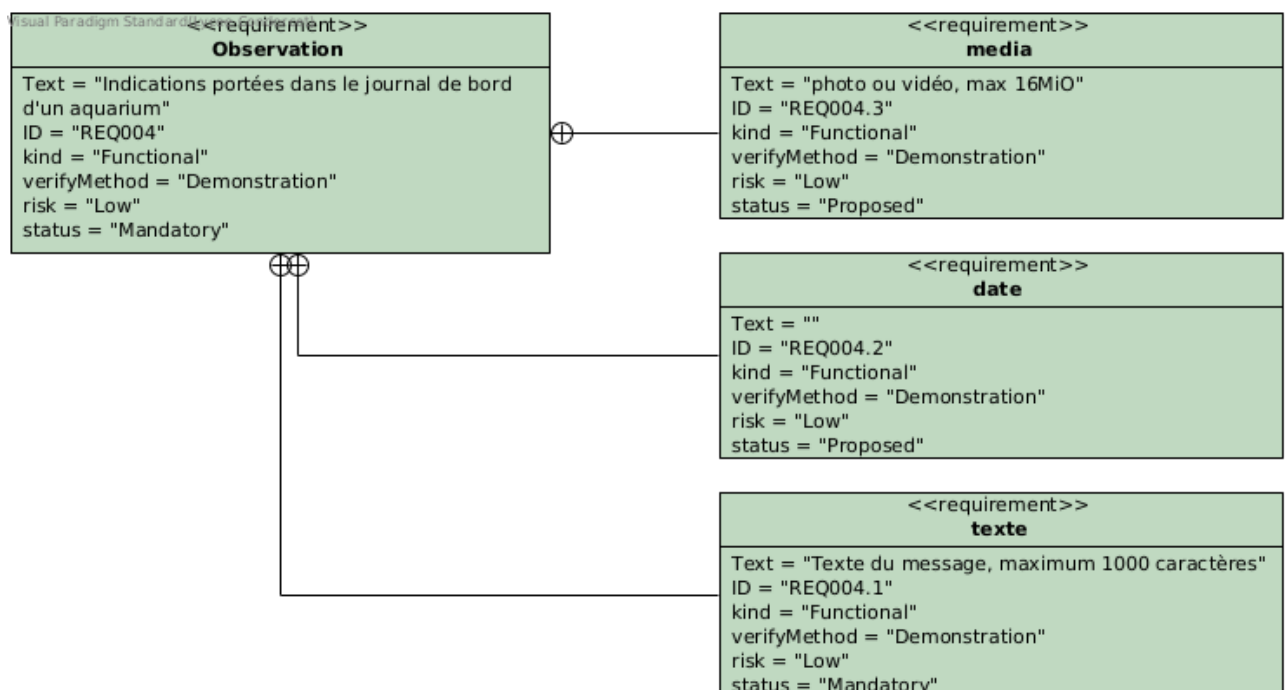 Visual Paradigm Standard
<<requirement>>
Observation
Text = "Indications portées dans le journal de bord
d'un aquarium"
ID = "REQ004"
kind = "Functional"
verifyMethod = "Demonstration"
risk = "Low"
status = "Mandatory"
<<requirement>>
media
Text = "photo ou vidéo, max 16MiO"
ID = "REQ004.3"
kind = "Functional"
verifyMethod = "Demonstration"
risk = "Low"
status = "Proposed"
<<requirement>>
date
Text = ""
ID = "REQ004.2"
kind = "Functional"
verifyMethod = "Demonstration"
risk = "Low"
status = "Proposed"
<<requirement>>
texte
Text = "Texte du message, maximum 1000 caractères"
ID = "REQ004.1"
kind = "Functional"
verifyMethod = "Demonstration"
risk = "Low"
status = "Mandatory"